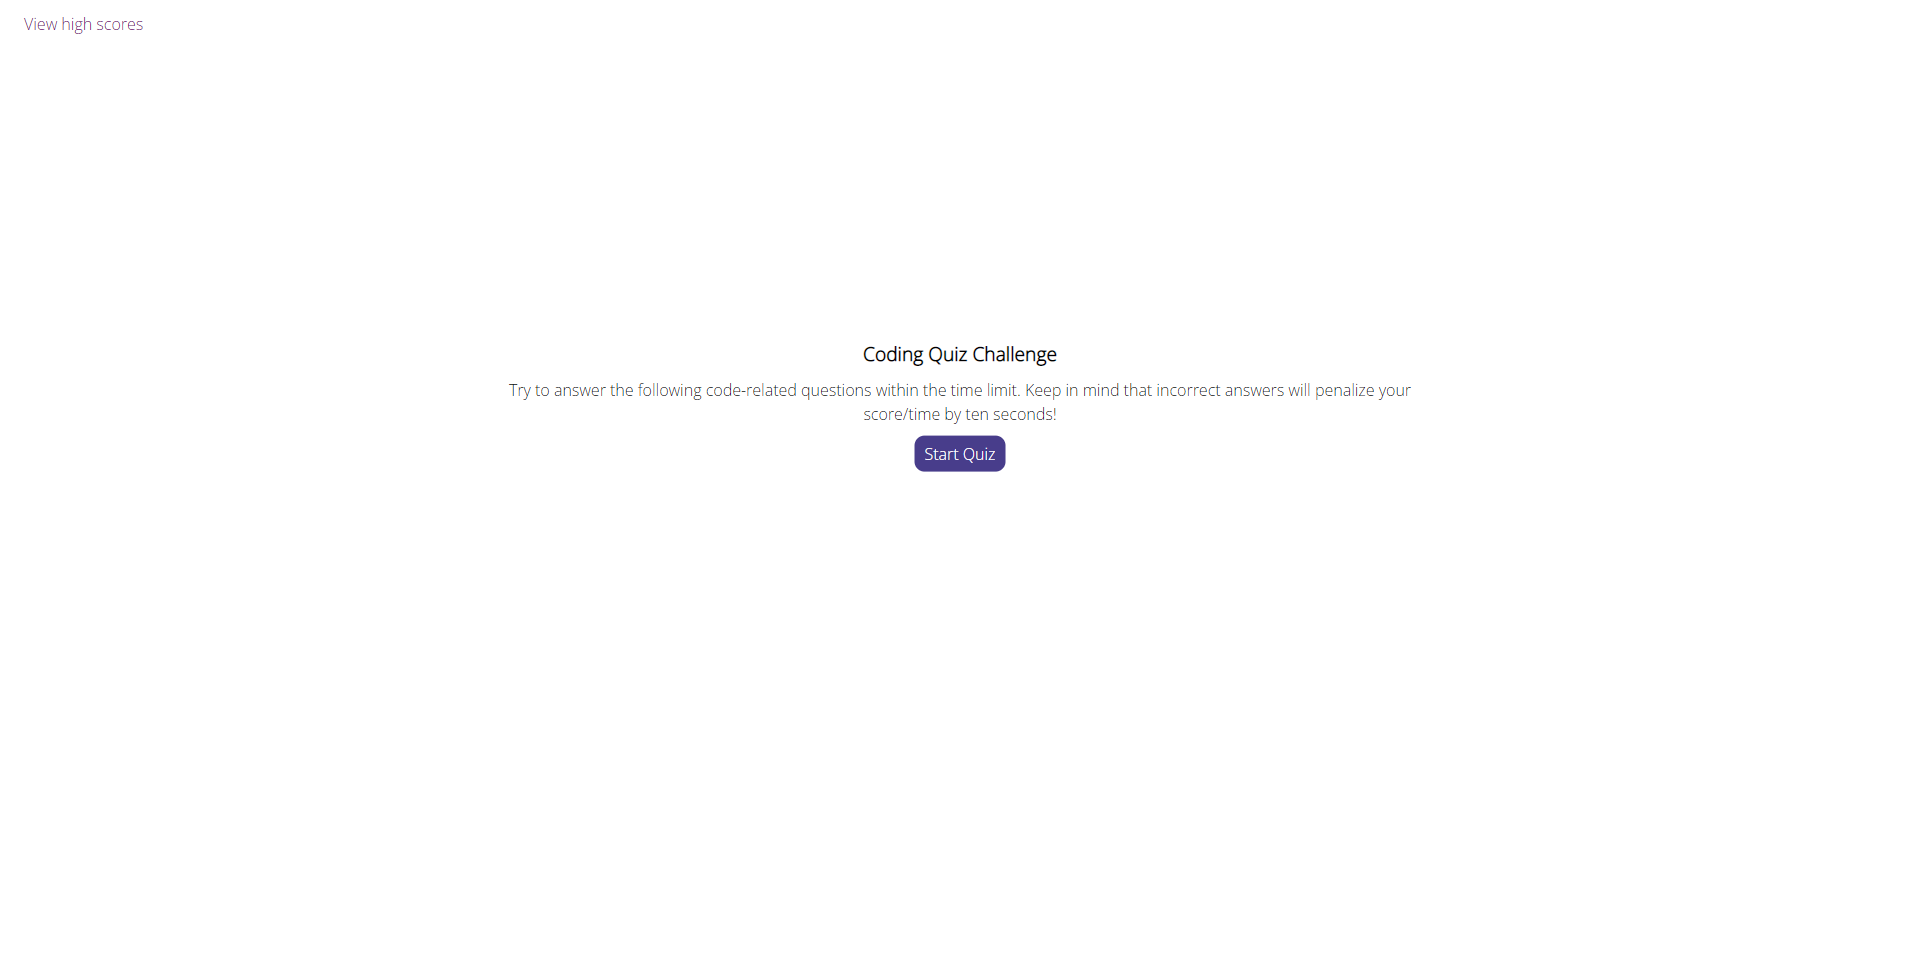 View high scores
Coding Quiz Challenge
Try to answer the following code-related questions within the time limit. Keep in mind that incorrect answers will penalize your
score/time by ten seconds!
Start Quiz